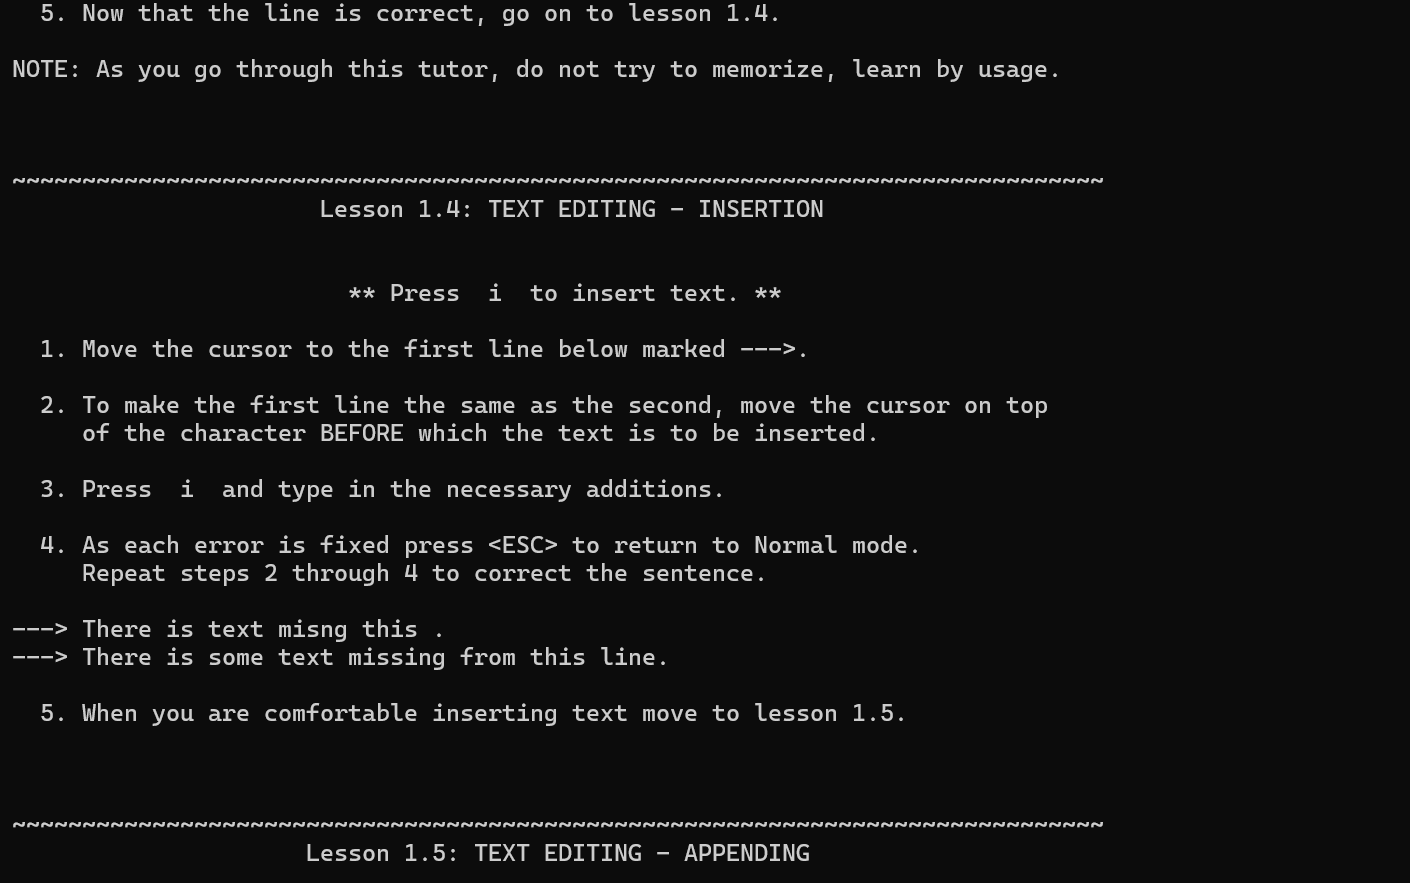 5. Now that the line is correct, go on to lesson 1.4.
NOTE: As you go through this tutor, do not try to memorize, learn by usage.
~~~~~~~~~~~~~~~~~~~~~~~~~~~~~~~~~~~~~~~~~~~~~~~~~~~~~~~~~~~~~~~~~~~~~~~~~~~~~~
Lesson 1.4: TEXT EDITING - INSERTION
** Press  i  to insert text. **
1. Move the cursor to the first line below marked --->.
2. To make the first line the same as the second, move the cursor on top
of the character BEFORE which the text is to be inserted.
3. Press  i  and type in the necessary additions.
4. As each error is fixed press <ESC> to return to Normal mode.
Repeat steps 2 through 4 to correct the sentence.
---> There is text misng this .
---> There is some text missing from this line.
5. When you are comfortable inserting text move to lesson 1.5.
~~~~~~~~~~~~~~~~~~~~~~~~~~~~~~~~~~~~~~~~~~~~~~~~~~~~~~~~~~~~~~~~~~~~~~~~~~~~~~
Lesson 1.5: TEXT EDITING - APPENDING